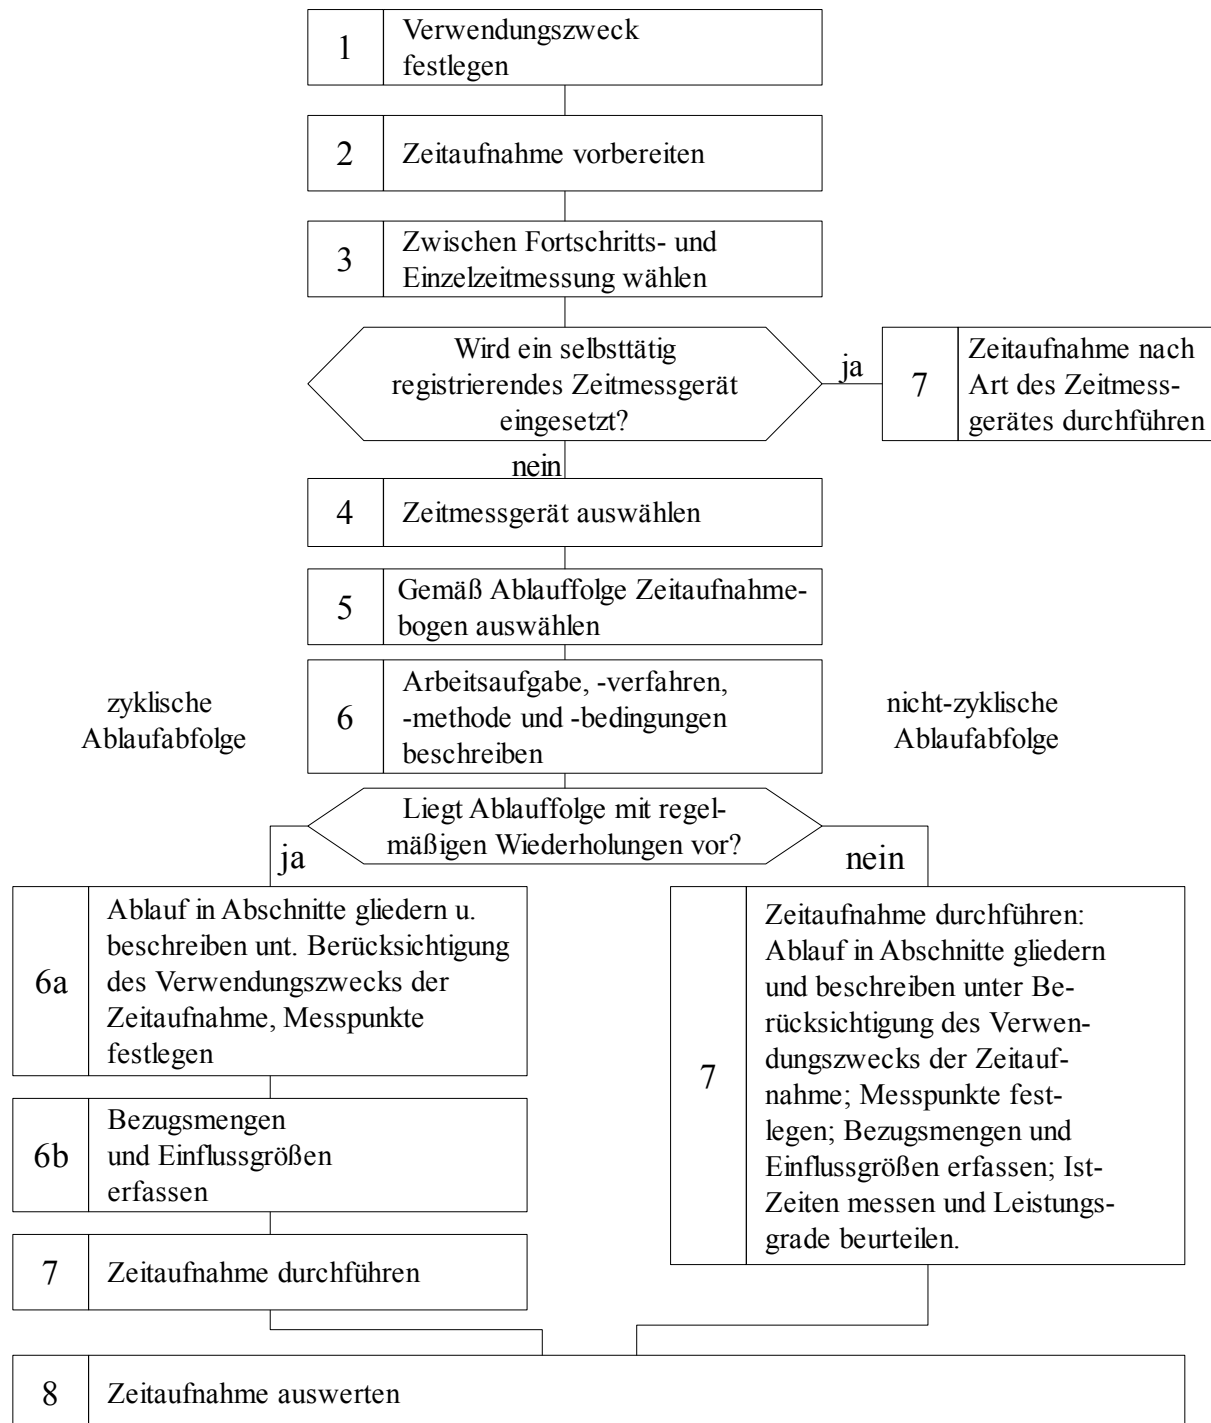 1
Verwendungszweck
festlegen
2
Zeitaufnahme vorbereiten
3
Zwischen Fortschritts- und
Einzelzeitmessung wählen
Wird ein selbsttätig
registrierendes Zeitmessgerät
eingesetzt?
ja
7
Zeitaufnahme nach
Art des Zeitmess-
gerätes durchführen
nein
4
Zeitmessgerät auswählen
5
Gemäß Ablauffolge Zeitaufnahme-
bogen auswählen
zyklische
Ablaufabfolge
6
Arbeitsaufgabe, -verfahren,
-methode und -bedingungen
beschreiben
nicht-zyklische
Ablaufabfolge
Liegt Ablauffolge mit regel-
mäßigen Wiederholungen vor?
ja
nein
6a
Ablauf in Abschnitte gliedern u.
beschreiben unt. Berücksichtigung
des Verwendungszwecks der
Zeitaufnahme, Messpunkte
festlegen
6b
Bezugsmengen
und Einflussgrößen
erfassen
7
Zeitaufnahme durchführen
7
Zeitaufnahme durchführen:
Ablauf in Abschnitte gliedern
und beschreiben unter Be-
rücksichtigung des Verwen-
dungszwecks der Zeitauf-
nahme; Messpunkte fest-
legen; Bezugsmengen und
Einflussgrößen erfassen; Ist-
Zeiten messen und Leistungs-
grade beurteilen.
8
Zeitaufnahme auswerten